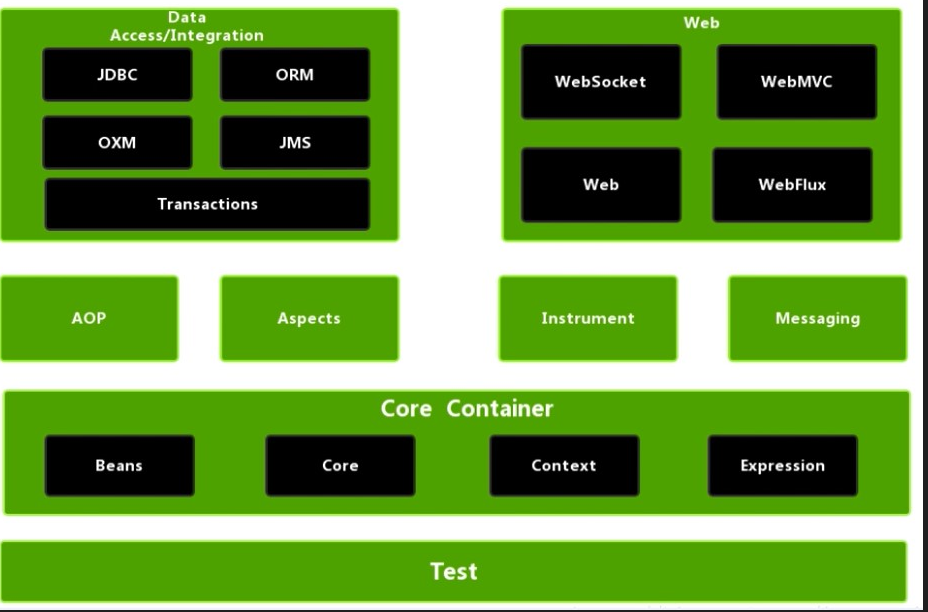 Data
Access/Integration
JDBC
ORM
OXM
JMS
Transactions
Web
WebSocket
WebMVC
Web
WebFlux
AOP
Aspects
Instrument
Messaging
Core Container
Beans
Core
Context
Expression
Test